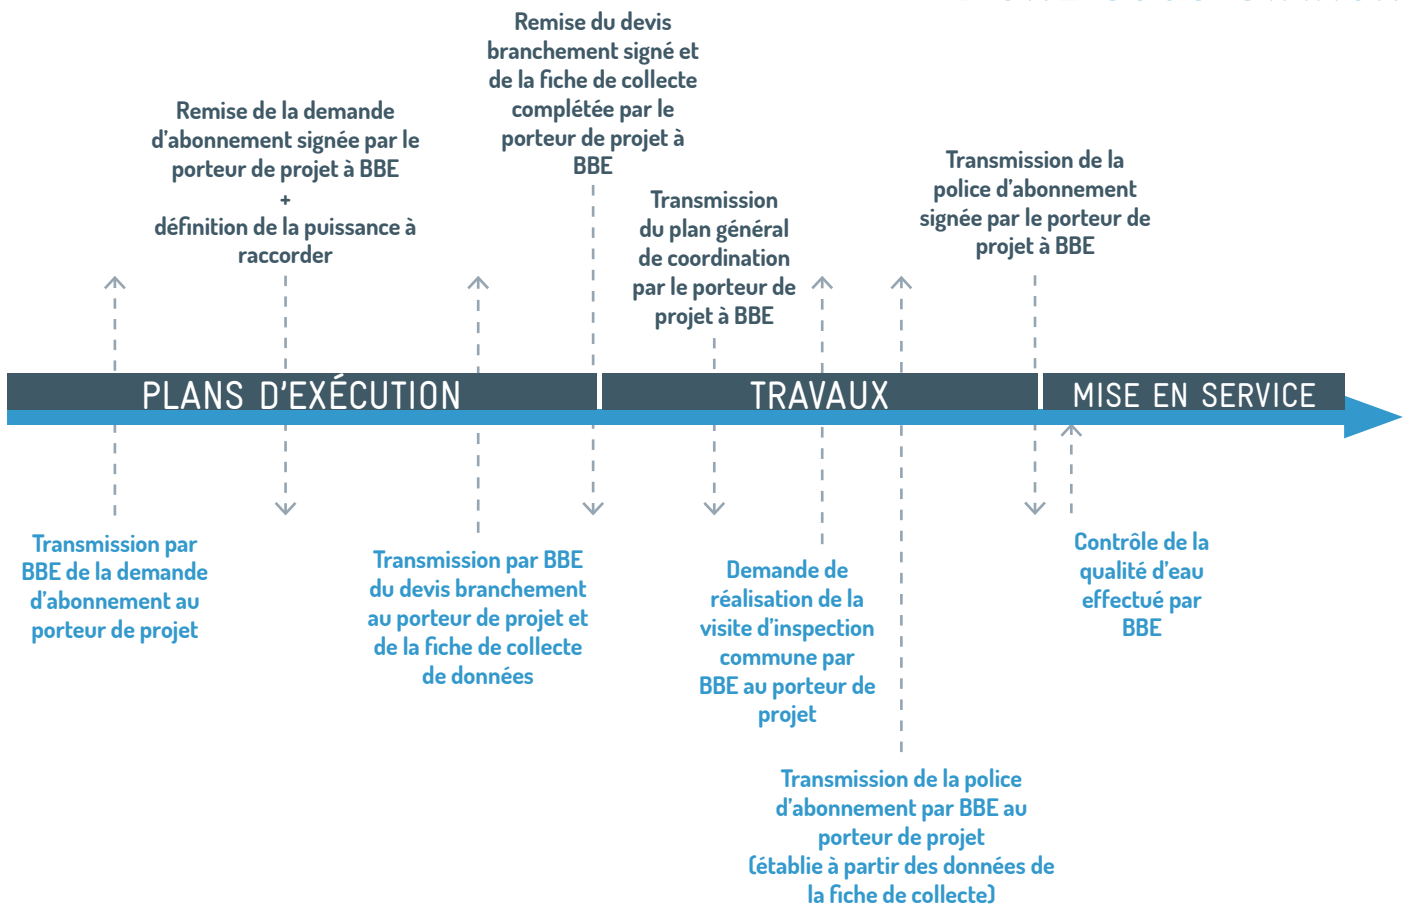 Remise du devis
branchement signé et
de la fiche de collecte
complétée par le
porteur de projet à
BBE
Remise de la demande
d'abonnement signée par le
porteur de projet à BBE
+
définition de la puissance à
raccorder
Transmission
du plan général
de coordination
par le porteur de
projet à BBE
Transmission de la
police d'abonnement
signée par le porteur de
projet à BBE
PLANS D'EXÉCUTION
TRAVAUX
MISE EN SERVICE
Transmission par
BBE de la demande
d'abonnement au
porteur de projet
Transmission par BBE
du devis branchement
au porteur de projet et
de la fiche de collecte
de données
Demande de
réalisation de la
visite d'inspection
commune par
BBE au porteur de
projet
Contrôle de la
qualité d'eau
effectué par
BBE
Transmission de la police
d'abonnement par BBE au
porteur de projet
(établie à partir des données de
la fiche de collecte)